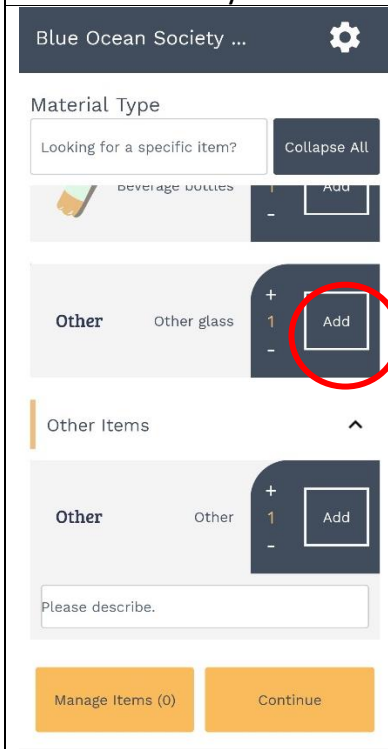 Blue Ocean Society ...
Material Type
Looking for a specific item?
Collapse All
Beverage bottles
1
Add
-
Other
Other glass
+
1
-
Add
Other Items
Other
Other
+
1
-
Add
Please describe.
Manage Items (0)
Continue